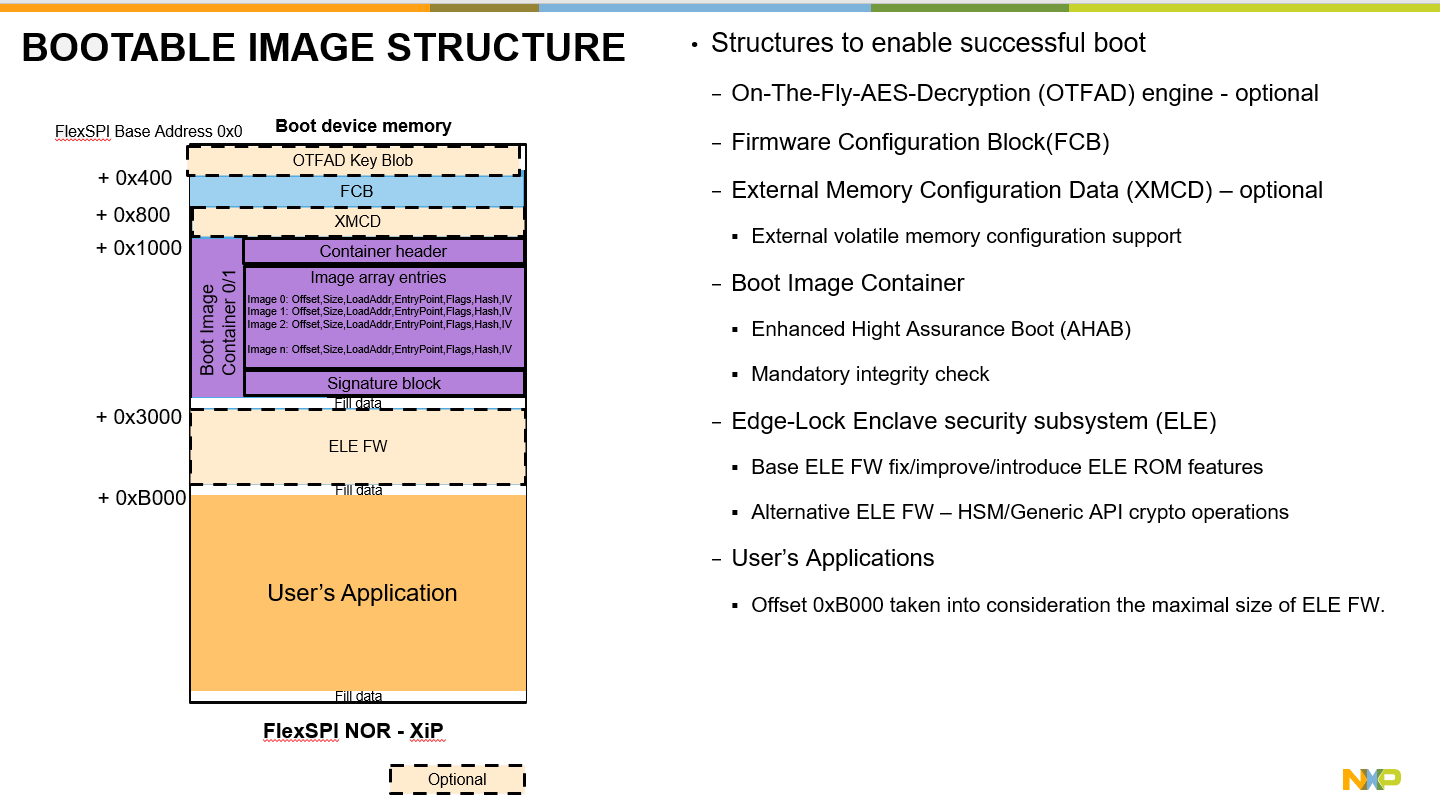 BOOTABLE IMAGE STRUCTURE
FlexSPI Base Address 0x0
Boot device memory
OTFAD Key Blob
+ 0x400
FCB
+ 0x800
XMCD
+ 0x1000
Boot Image
Container 0/1
Container header
Image array entries
Image 0: Offset,Size,LoadAddr,EntryPoint,Flags,Hash,IV
Image 1: Offset,Size,LoadAddr,EntryPoint,Flags,Hash,IV
Image 2: Offset,Size,LoadAddr,EntryPoint,Flags,Hash,IV
Image n: Offset,Size,LoadAddr,EntryPoint,Flags,Hash,IV
Signature block
Fill data
+ 0x3000
ELE FW
Fill data
+ 0xB000
User’s Application
Fill data
FlexSPI NOR - XiP
Optional
• Structures to enable successful boot
– On-The-Fly-AES-Decryption (OTFAD) engine - optional
– Firmware Configuration Block(FCB)
– External Memory Configuration Data (XMCD) – optional
▪ External volatile memory configuration support
– Boot Image Container
▪ Enhanced Hight Assurance Boot (AHAB)
▪ Mandatory integrity check
– Edge-Lock Enclave security subsystem (ELE)
▪ Base ELE FW fix/improve/introduce ELE ROM features
▪ Alternative ELE FW – HSM/Generic API crypto operations
– User’s Applications
▪ Offset 0xB000 taken into consideration the maximal size of ELE FW.
NXP